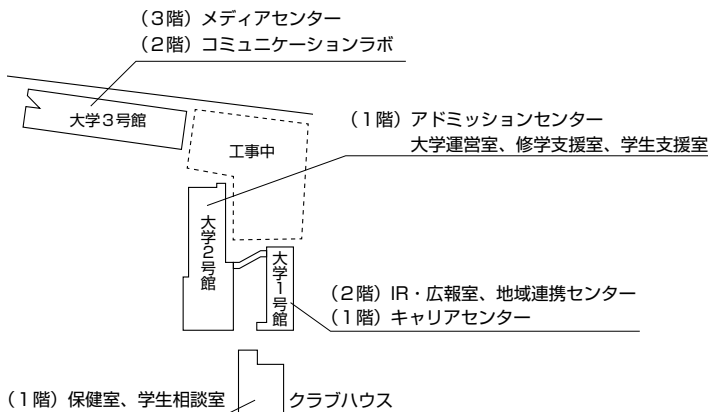 （3階）メディアセンター
（2階）コミュニケーションラボ
大学3号館
（1階）アドミッションセンター
大学運営室、修学支援室、学生支援室
工事中
大学2号館
大学1号館
（2階）IR・広報室、地域連携センター
（1階）キャリアセンター
（1階）保健室、学生相談室
クラブハウス